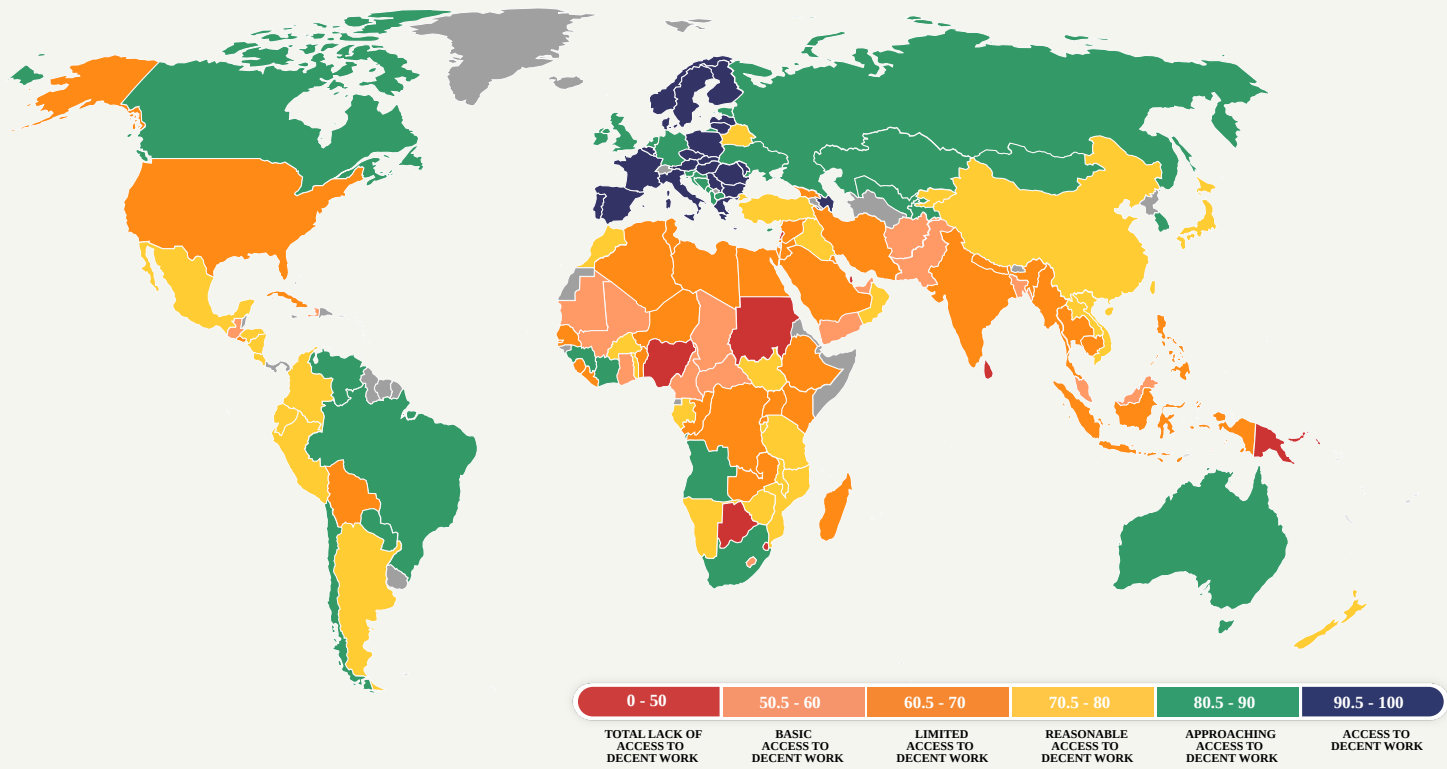 0 - 50
50.5 - 60
60.5 - 70
70.5 - 80
80.5 - 90
90.5 - 100
TOTAL LACK OF
ACCESS TO
DECENT WORK
BASIC
ACCESS TO
DECENT WORK
LIMITED
ACCESS TO
DECENT WORK
REASONABLE
ACCESS TO
DECENT WORK
APPROACHING
ACCESS TO
DECENT WORK
ACCESS TO
DECENT WORK